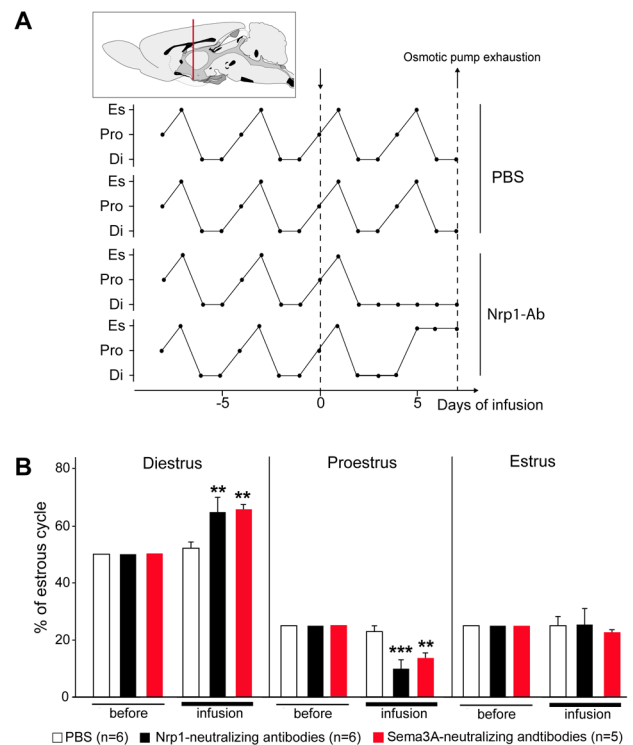 A
Osmotic pump exhaustion
Es
Pro
Di
Es
Pro
Di
PBS
Es
Pro
Di
Es
Pro
Di
Nrp1-Ab
-5
0
5
Days of infusion
B
80
60
40
20
0
% of estrous cycle
Diestrus
Proestrus
Estrus
** **
*** **
before
infusion
before
infusion
before
infusion
PBS (n=6)
Nrp1-neutralizing antibodies (n=6)
Sema3A-neutralizing andtibodies (n=5)